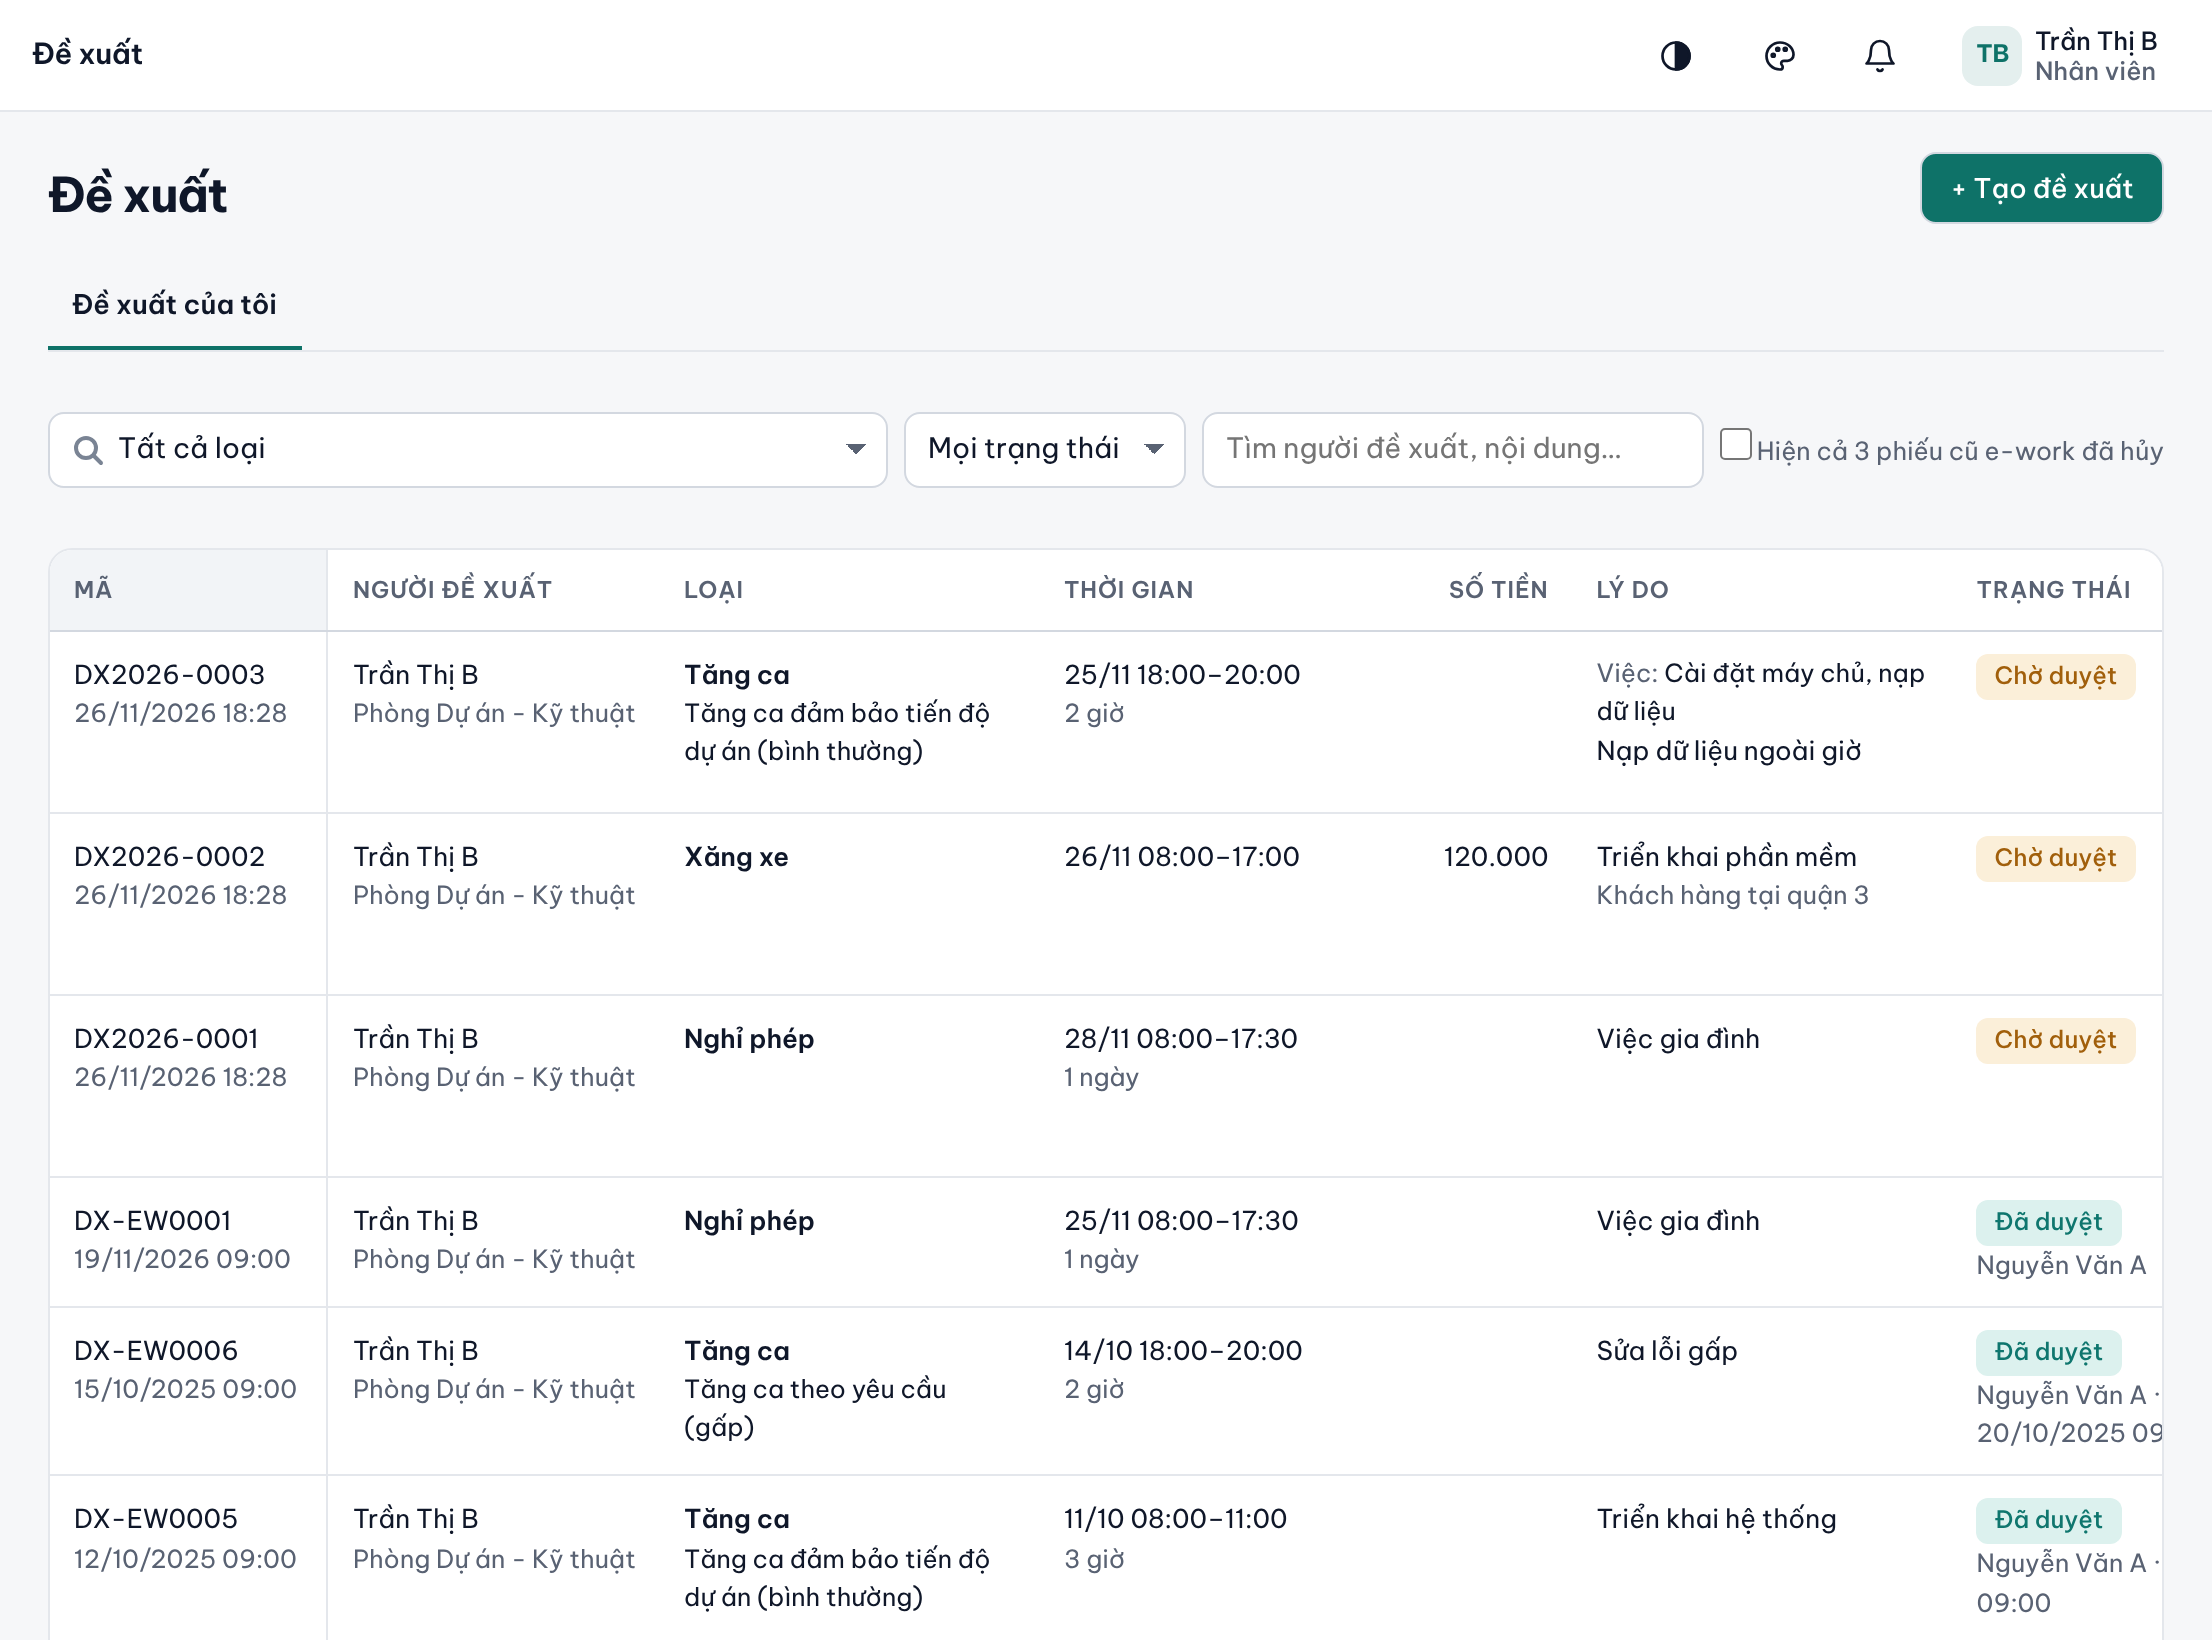 Đề xuất
TB
Trần Thị B
Nhân viên
Đề xuất
+ Tạo đề xuất
Đề xuất của tôi
Tất cả loại
Mọi trạng thái
Tìm người đề xuất, nội dung...
Hiện cả 3 phiếu cũ e-work đã hủy
MÃ NGƯỜI ĐỀ XUẤT LOẠI THỜI GIAN SỐ TIỀN LÝ DO TRẠNG THÁI
DX2026-0003 Trần Thị B Tăng ca 25/11 18:00–20:00 Việc: Cài đặt máy chủ, nạp Chờ duyệt
26/11/2026 18:28 Phòng Dự án - Kỹ thuật Tăng ca đảm bảo tiến độ 2 giờ dữ liệu
dự án (bình thường) Nạp dữ liệu ngoài giờ
DX2026-0002 Trần Thị B Xăng xe 26/11 08:00–17:00 120.000 Triển khai phần mềm Chờ duyệt
26/11/2026 18:28 Phòng Dự án - Kỹ thuật Khách hàng tại quận 3
DX2026-0001 Trần Thị B Nghỉ phép 28/11 08:00–17:30 Việc gia đình Chờ duyệt
26/11/2026 18:28 Phòng Dự án - Kỹ thuật 1 ngày
DX-EW0001 Trần Thị B Nghỉ phép 25/11 08:00–17:30 Việc gia đình Đã duyệt
19/11/2026 09:00 Phòng Dự án - Kỹ thuật 1 ngày Nguyễn Văn A
DX-EW0006 Trần Thị B Tăng ca 14/10 18:00–20:00 Sửa lỗi gấp Đã duyệt
15/10/2025 09:00 Phòng Dự án - Kỹ thuật Tăng ca theo yêu cầu 2 giờ Nguyễn Văn A ·
(gấp) 20/10/2025 09
DX-EW0005 Trần Thị B Tăng ca 11/10 08:00–11:00 Triển khai hệ thống Đã duyệt
12/10/2025 09:00 Phòng Dự án - Kỹ thuật Tăng ca đảm bảo tiến độ 3 giờ Nguyễn Văn A ·
dự án (bình thường) 09:00